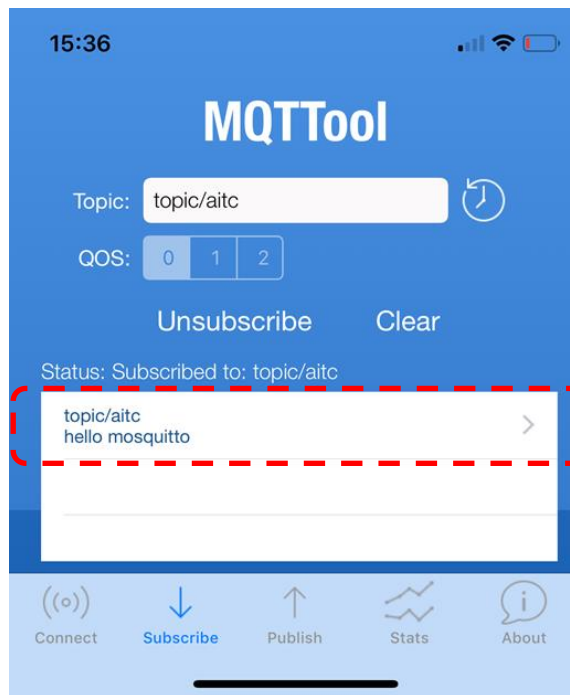 15:36
MQTTool
Topic: topic/aitc
QOS: 0 1 2
Unsubscribe Clear
Status: Subscribed to: topic/aitc
topic/aitc
hello mosquitto
Connect Subscribe Publish Stats About